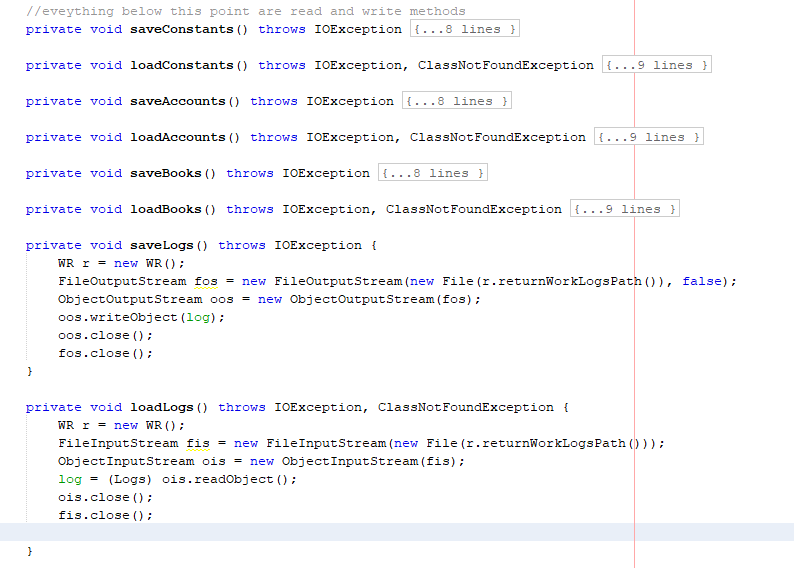 //eveything below this point are read and write methods
private void saveConstants() throws IOException {...8 lines }
private void loadConstants() throws IOException, ClassNotFoundException {...9 lines }
private void saveAccounts() throws IOException {...8 lines }
private void loadAccounts() throws IOException, ClassNotFoundException {...9 lines }
private void saveBooks() throws IOException {...8 lines }
private void loadBooks() throws IOException, ClassNotFoundException {...9 lines }
private void saveLogs() throws IOException {
WR r = new WR();
FileOutputStream fos = new FileOutputStream(new File(r.returnWorkLogsPath()), false);
ObjectOutputStream oos = new ObjectOutputStream(fos);
oos.writeObject(log);
oos.close();
fos.close();
}
private void loadLogs() throws IOException, ClassNotFoundException {
WR r = new WR();
FileInputStream fis = new FileInputStream(new File(r.returnWorkLogsPath()));
ObjectInputStream ois = new ObjectInputStream(fis);
log = (Logs) ois.readObject();
ois.close();
fis.close();
}